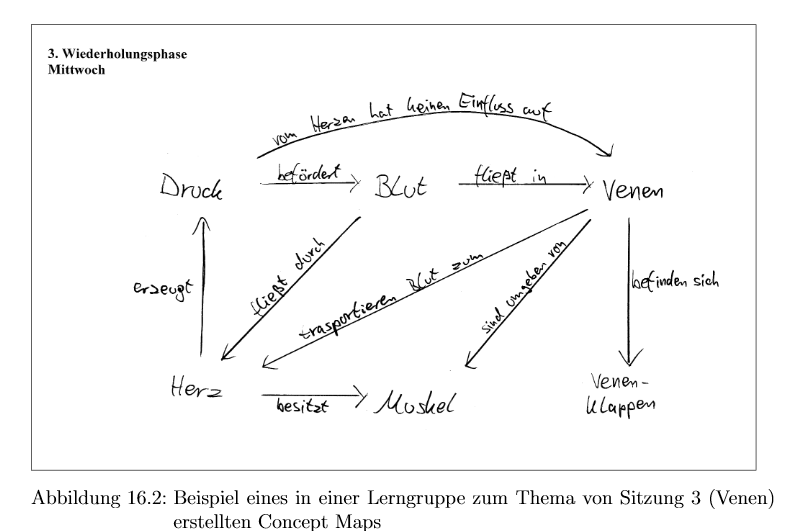 3. Wiederholungsphase
Mittwoch
vom Herzen hat keinen Einfluss auf
Druck
befördert
Blut
fließt in
Venen
erzeugt
fließt durch
trasportieren Blut zum
sind umgeben von
befinden sich
Herz
besitzt
Muskel
Venen-
Klappen
Abbildung 16.2: Beispiel eines in einer Lerngruppe zum Thema von Sitzung 3 (Venen)
erstellten Concept Maps